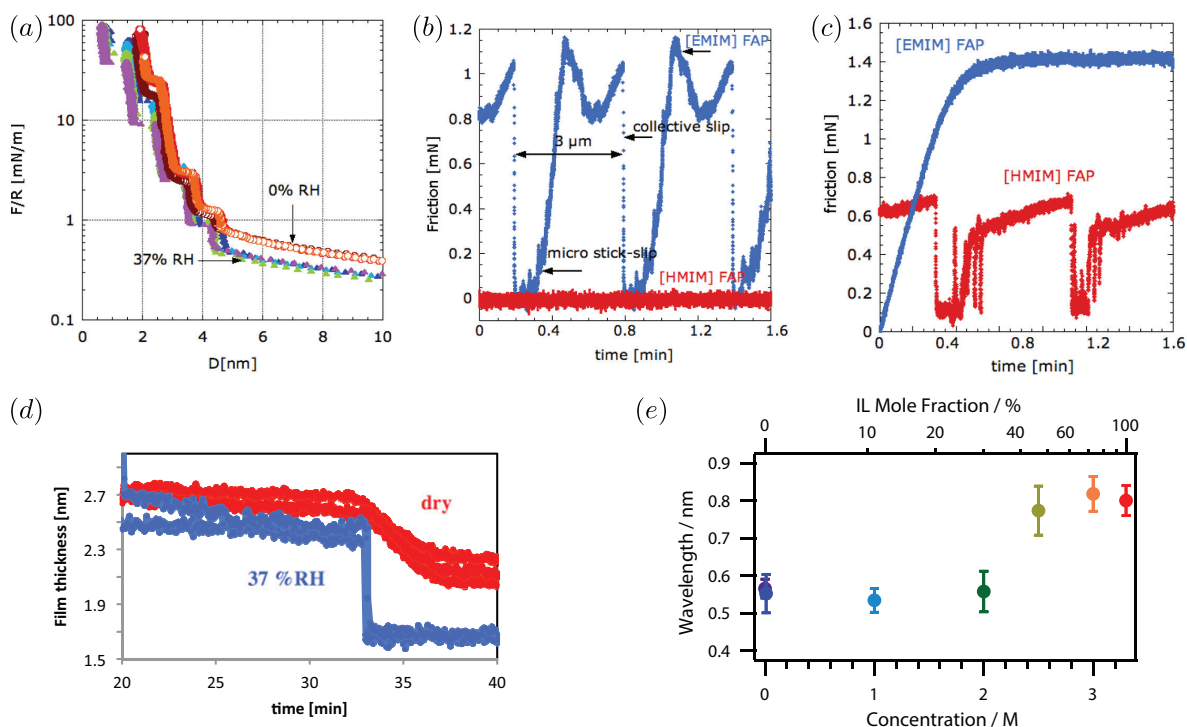 (a)
F/R [mN/m]
100
10
1
0.1
0
2
4
6
8
10
D[nm]
0% RH
37% RH
(b)
Friction [mN]
1.2
1
0.8
0.6
0.4
0.2
0
[EMIM] FAP
collective slip
3 μm
micro stick-slip
[HMIM] FAP
0
0.4
0.8
1.2
1.6
time [min]
(c)
friction [mN]
1.6
1.4
1.2
1
0.8
0.6
1.4
1.2
0
[EMIM] FAP
[HMIM] FAP
0
0.4
0.8
1.2
1.6
time [min]
(d)
Film thickness [nm]
2.7
2.3
1.9
1.5
dry
37 %RH
20
25
30
35
40
time [min]
(e)
IL Mole Fraction / %
0
10
20
30
40
60
100
Wavelength / nm
0.9
0.8
0.7
0.6
0.5
0.4
0
1
2
3
Concentration / M